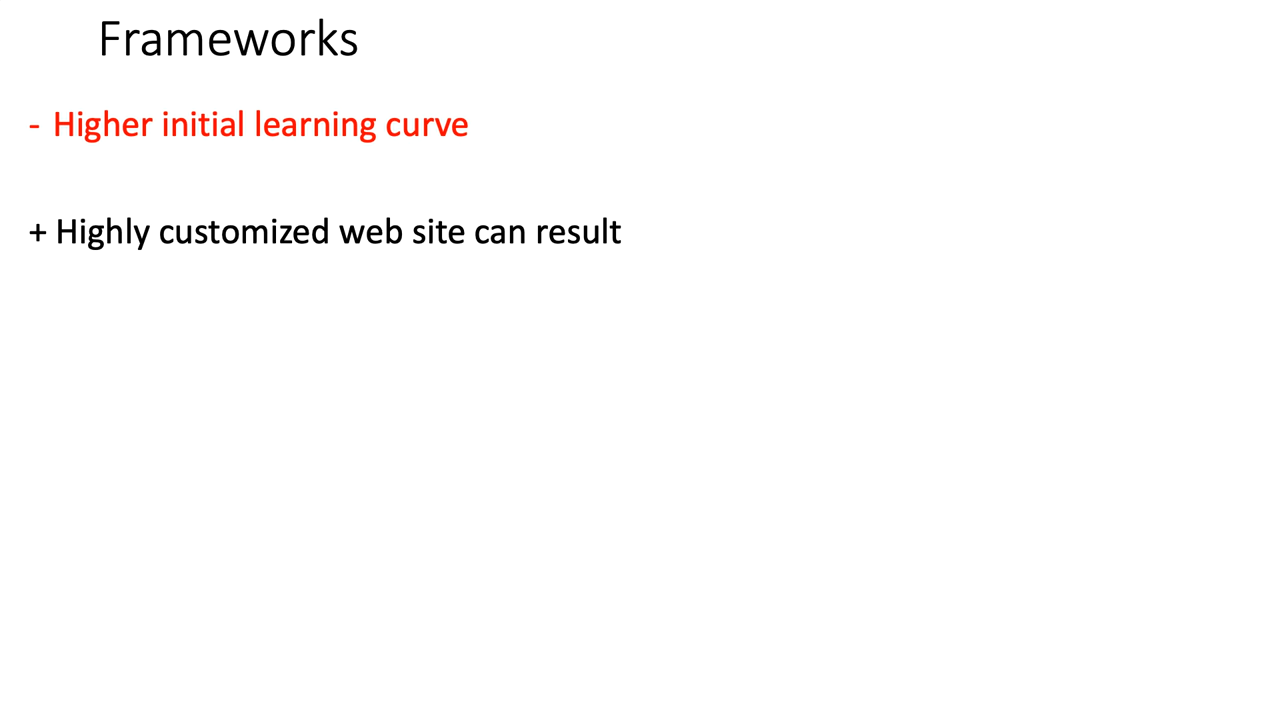 Frameworks
- Higher initial learning curve
+ Highly customized web site can result